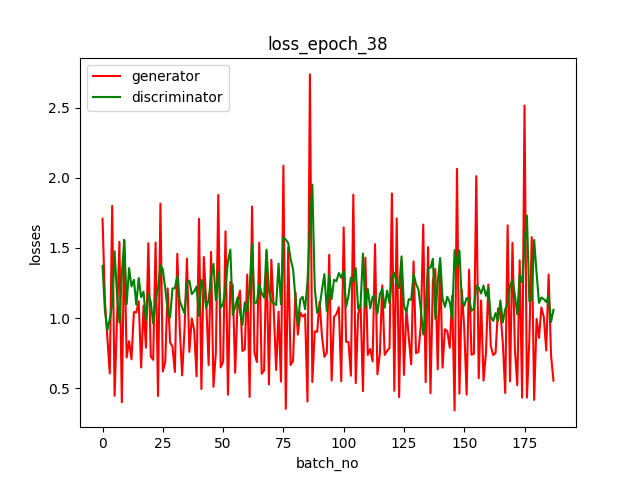 loss_epoch_38
generator
discriminator
2.5
2.0
1.5
1.0
0.5
losses
0 25 50 75 100 125 150 175
batch_no